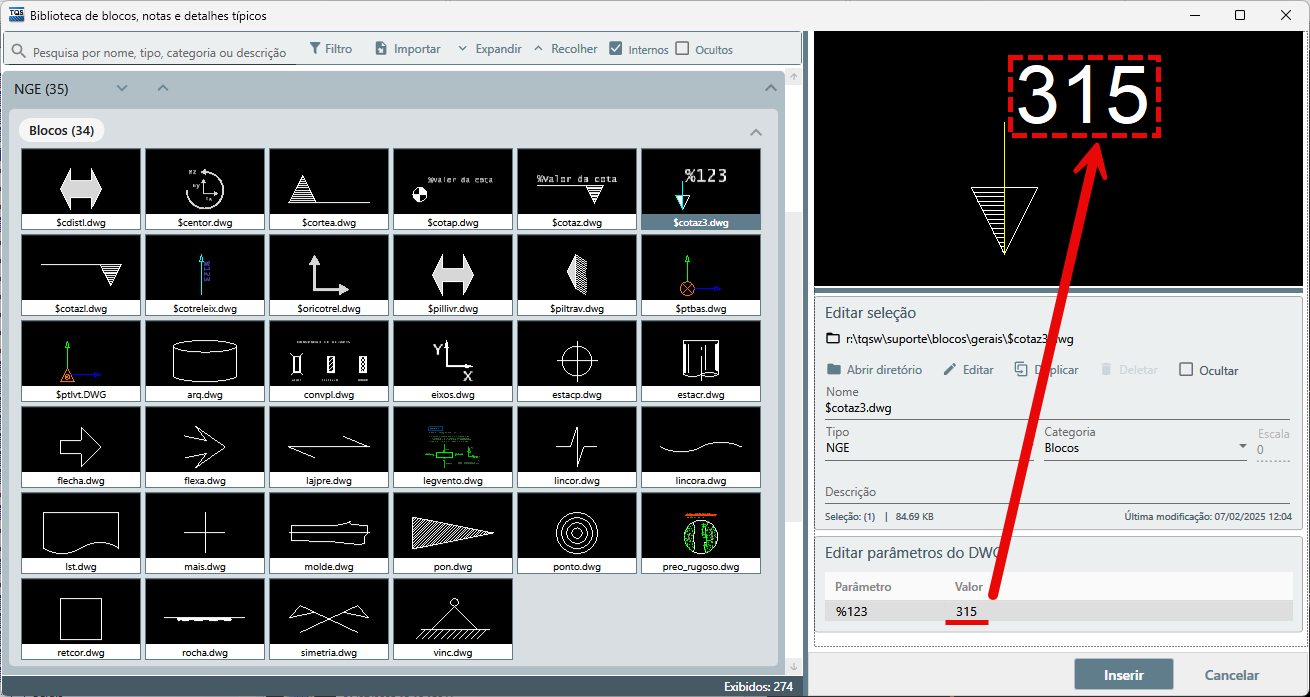 TQS Biblioteca de blocos, notas e detalhes típicos
Pesquisa por nome, tipo, categoria ou descrição Filtro Importar Expandir Recolher Internos Ocultos
NGE (35)
Blocos (34)
%valor da cota %valor da cota %123
$cdistl.dwg $centor.dwg $cortea.dwg $cotap.dwg $cotaz.dwg $cotaz3.dwg
$cotazl.dwg $cotreleix.dwg $oricotrel.dwg $pillivr.dwg $piltrav.dwg $ptbas.dwg
Y X
$ptlvt.DWG arq.dwg convpl.dwg eixos.dwg estacp.dwg estacr.dwg
flecha.dwg flexa.dwg lajpre.dwg legvento.dwg lincor.dwg lincora.dwg
lst.dwg mais.dwg molde.dwg pon.dwg ponto.dwg preo_rugoso.dwg
retcor.dwg rocha.dwg simetria.dwg vinc.dwg
Exibidos: 274
315
Editar seleção
r:\tqsw\suporte\blocos\gerais\$cotaz3.dwg
Abrir diretório Editar Duplicar Deletar Ocultar
Nome
$cotaz3.dwg
Tipo Categoria Escala
NGE Blocos 0
Descrição
Seleção: (1) | 84.69 KB Última modificação: 07/02/2025 12:04
Editar parâmetros do DWG
Parâmetro Valor
%123 315
Inserir Cancelar